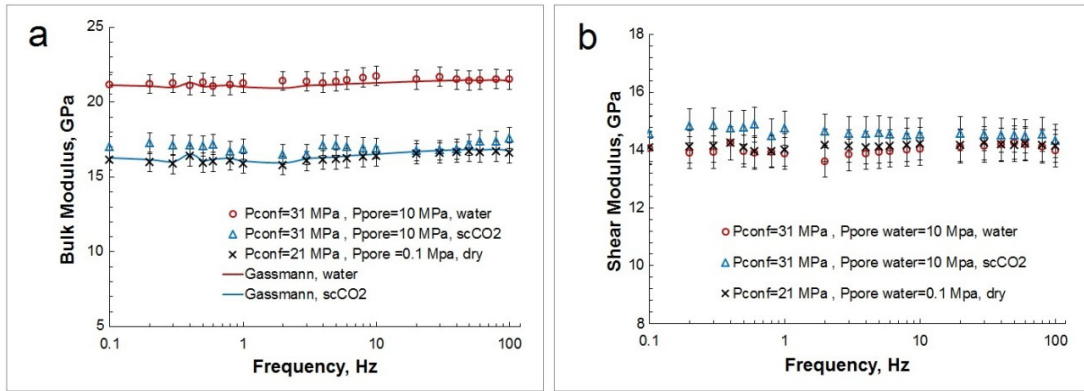 a
25
20
15
10
5
0.1
1
10
100
Bulk Modulus, GPa
Frequency, Hz
Pconf=31 MPa , Ppore=10 MPa, water
Pconf=31 MPa , Ppore=10 MPa, scCO2
Pconf=21 MPa , Ppore =0.1 Mpa, dry
Gassmann, water
Gassmann, scCO2
b
18
16
14
12
10
8
0.1
1
10
100
Shear Modulus, GPa
Frequency, Hz
Pconf=31 MPa , Ppore water=10 Mpa, water
Pconf=31 MPa , Ppore water=10 Mpa, scCO2
Pconf=21 MPa , Ppore water=0.1 Mpa, dry